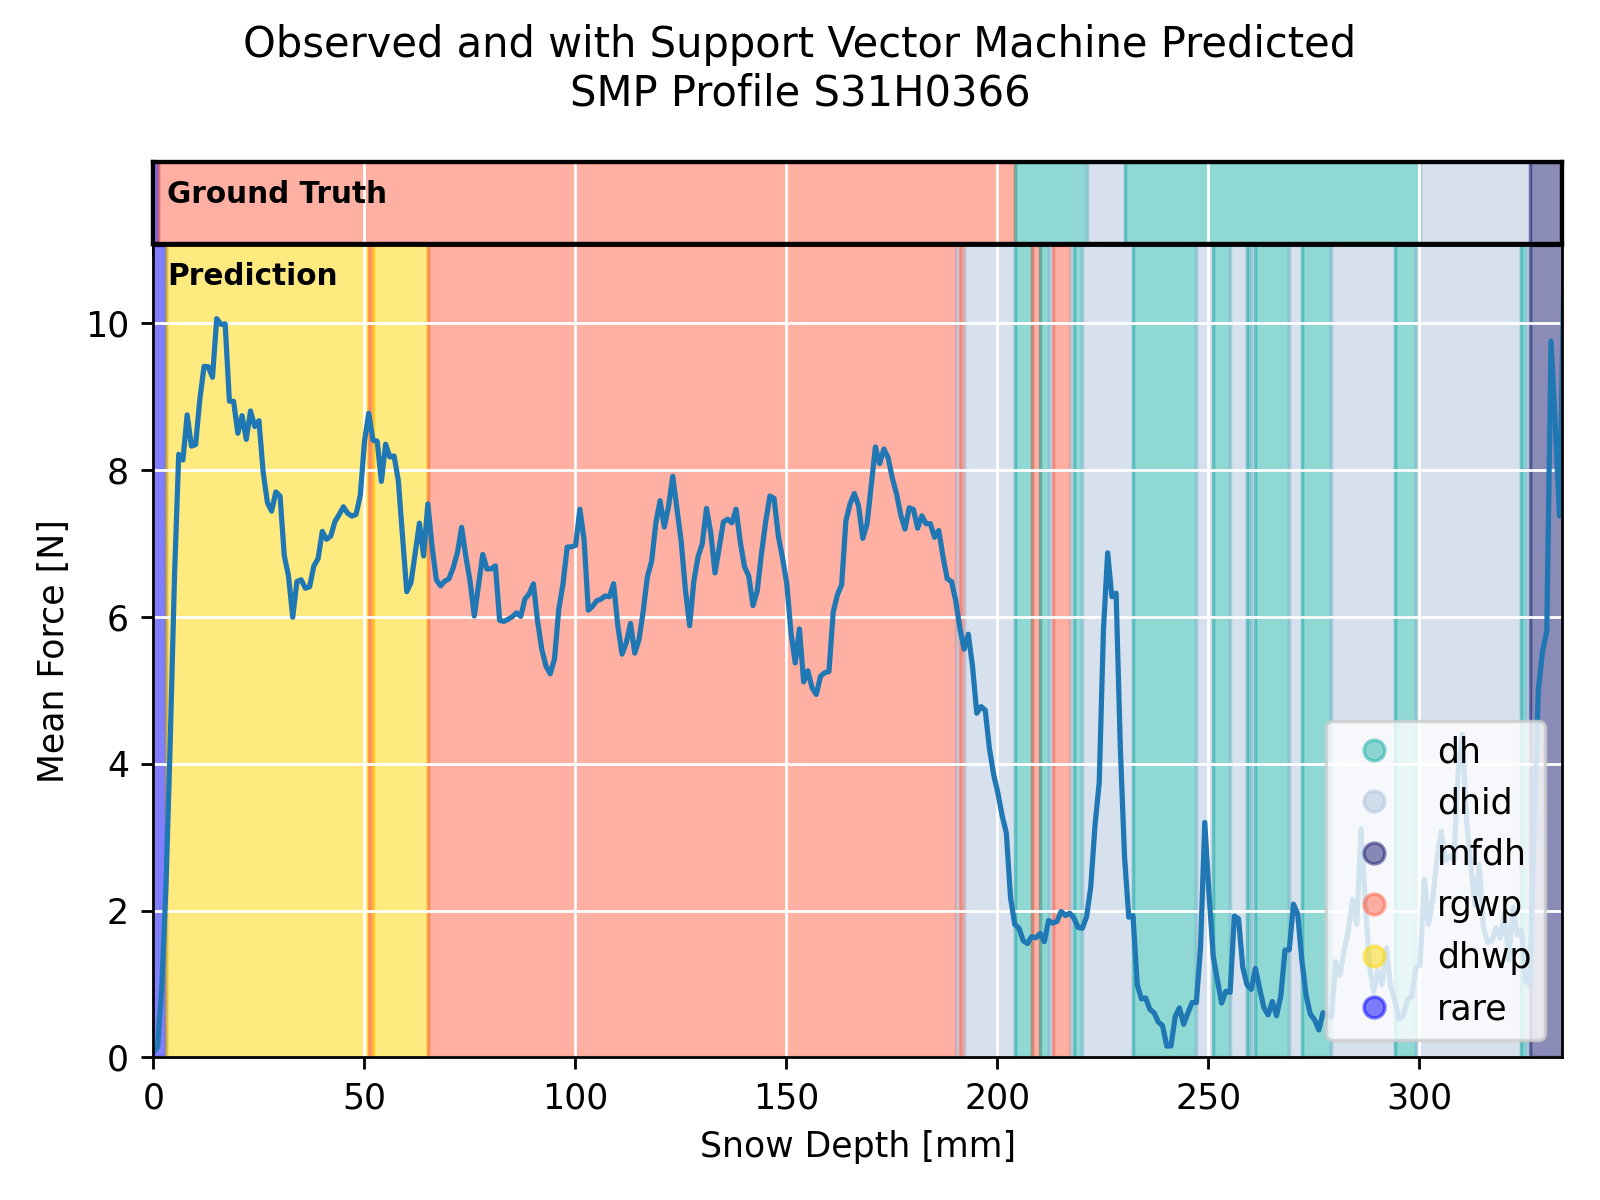 Observed and with Support Vector Machine Predicted
SMP Profile S31H0366
Ground Truth
Prediction
10
8
6
4
2
0
Mean Force [N]
0 50 100 150 200 250 300
Snow Depth [mm]
dh
dhid
mfdh
rgwp
dhwp
rare